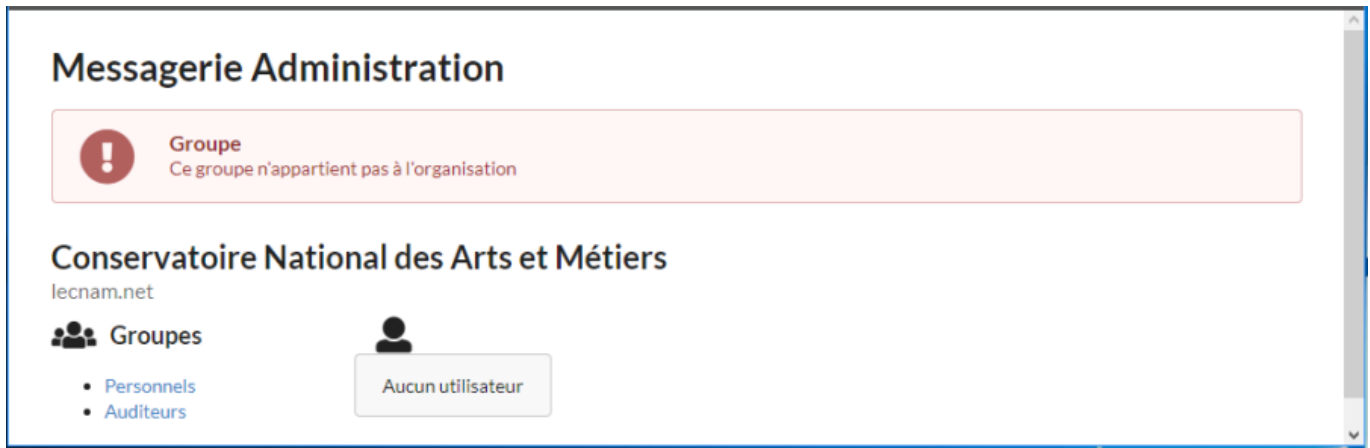 Messagerie Administration
Groupe
Ce groupe n'appartient pas à l'organisation
Conservatoire National des Arts et Métiers
lecnam.net
Groupes
Personnels
Auditeurs
Aucun utilisateur